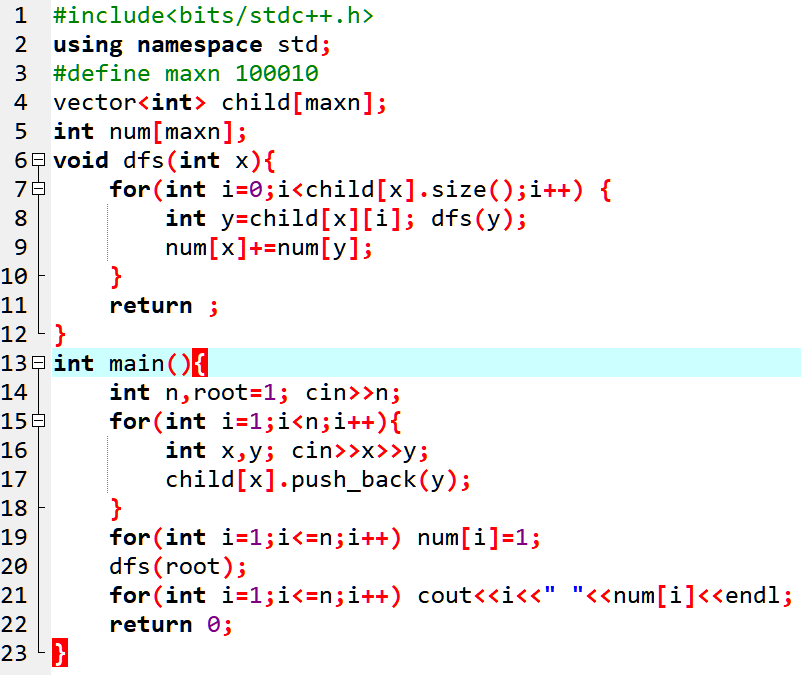 1 #include<bits/stdc++.h>
2 using namespace std;
3 #define maxn 100010
4 vector<int> child[maxn];
5 int num[maxn];
6 void dfs(int x){
7     for(int i=0;i<child[x].size();i++) {
8         int y=child[x][i]; dfs(y);
9         num[x]+=num[y];
10     }
11     return ;
12 }
13 int main(){
14     int n,root=1; cin>>n;
15     for(int i=1;i<n;i++){
16         int x,y; cin>>x>>y;
17         child[x].push_back(y);
18     }
19     for(int i=1;i<=n;i++) num[i]=1;
20     dfs(root);
21     for(int i=1;i<=n;i++) cout<<i<<" "<<num[i]<<endl;
22     return 0;
23 }